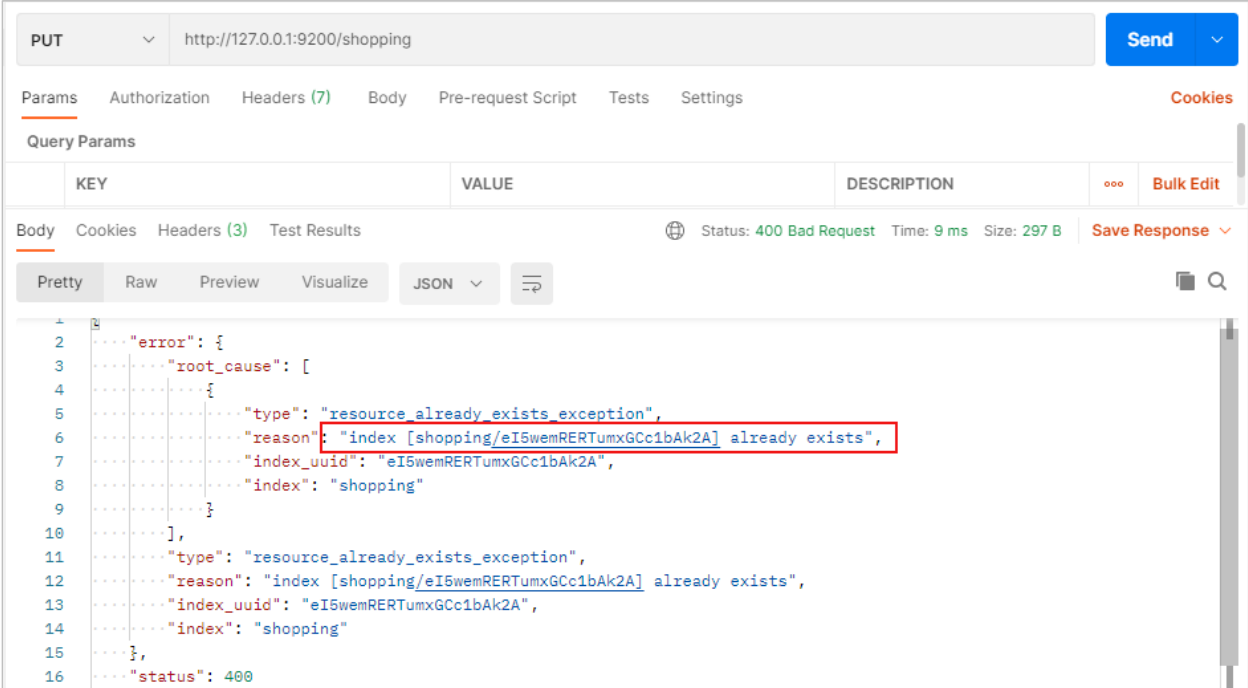 PUT http://127.0.0.1:9200/shopping Send
Params Authorization Headers (7) Body Pre-request Script Tests Settings Cookies
Query Params
KEY VALUE DESCRIPTION ooo Bulk Edit
Body Cookies Headers (3) Test Results Status: 400 Bad Request Time: 9 ms Size: 297 B Save Response
Pretty Raw Preview Visualize JSON
1 {
2 "error": {
3 "root_cause": [
4 {
5 "type": "resource_already_exists_exception",
6 "reason": "index [shopping/eI5wemRERTumxGCc1bAk2A] already exists",
7 "index_uuid": "eI5wemRERTumxGCc1bAk2A",
8 "index": "shopping"
9 }
10 ],
11 "type": "resource_already_exists_exception",
12 "reason": "index [shopping/eI5wemRERTumxGCc1bAk2A] already exists",
13 "index_uuid": "eI5wemRERTumxGCc1bAk2A",
14 "index": "shopping"
15 },
16 "status": 400